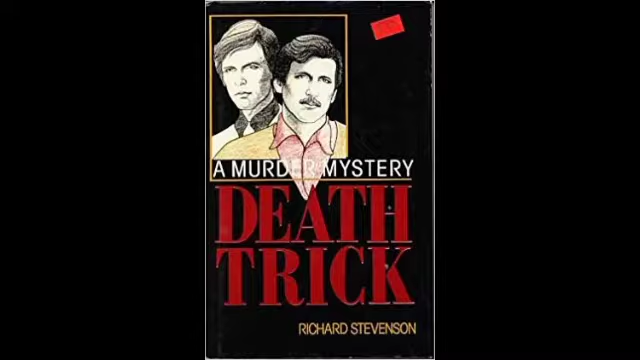 A MURDER MYSTERY
DEATH
TRICK
RICHARD STEVENSON